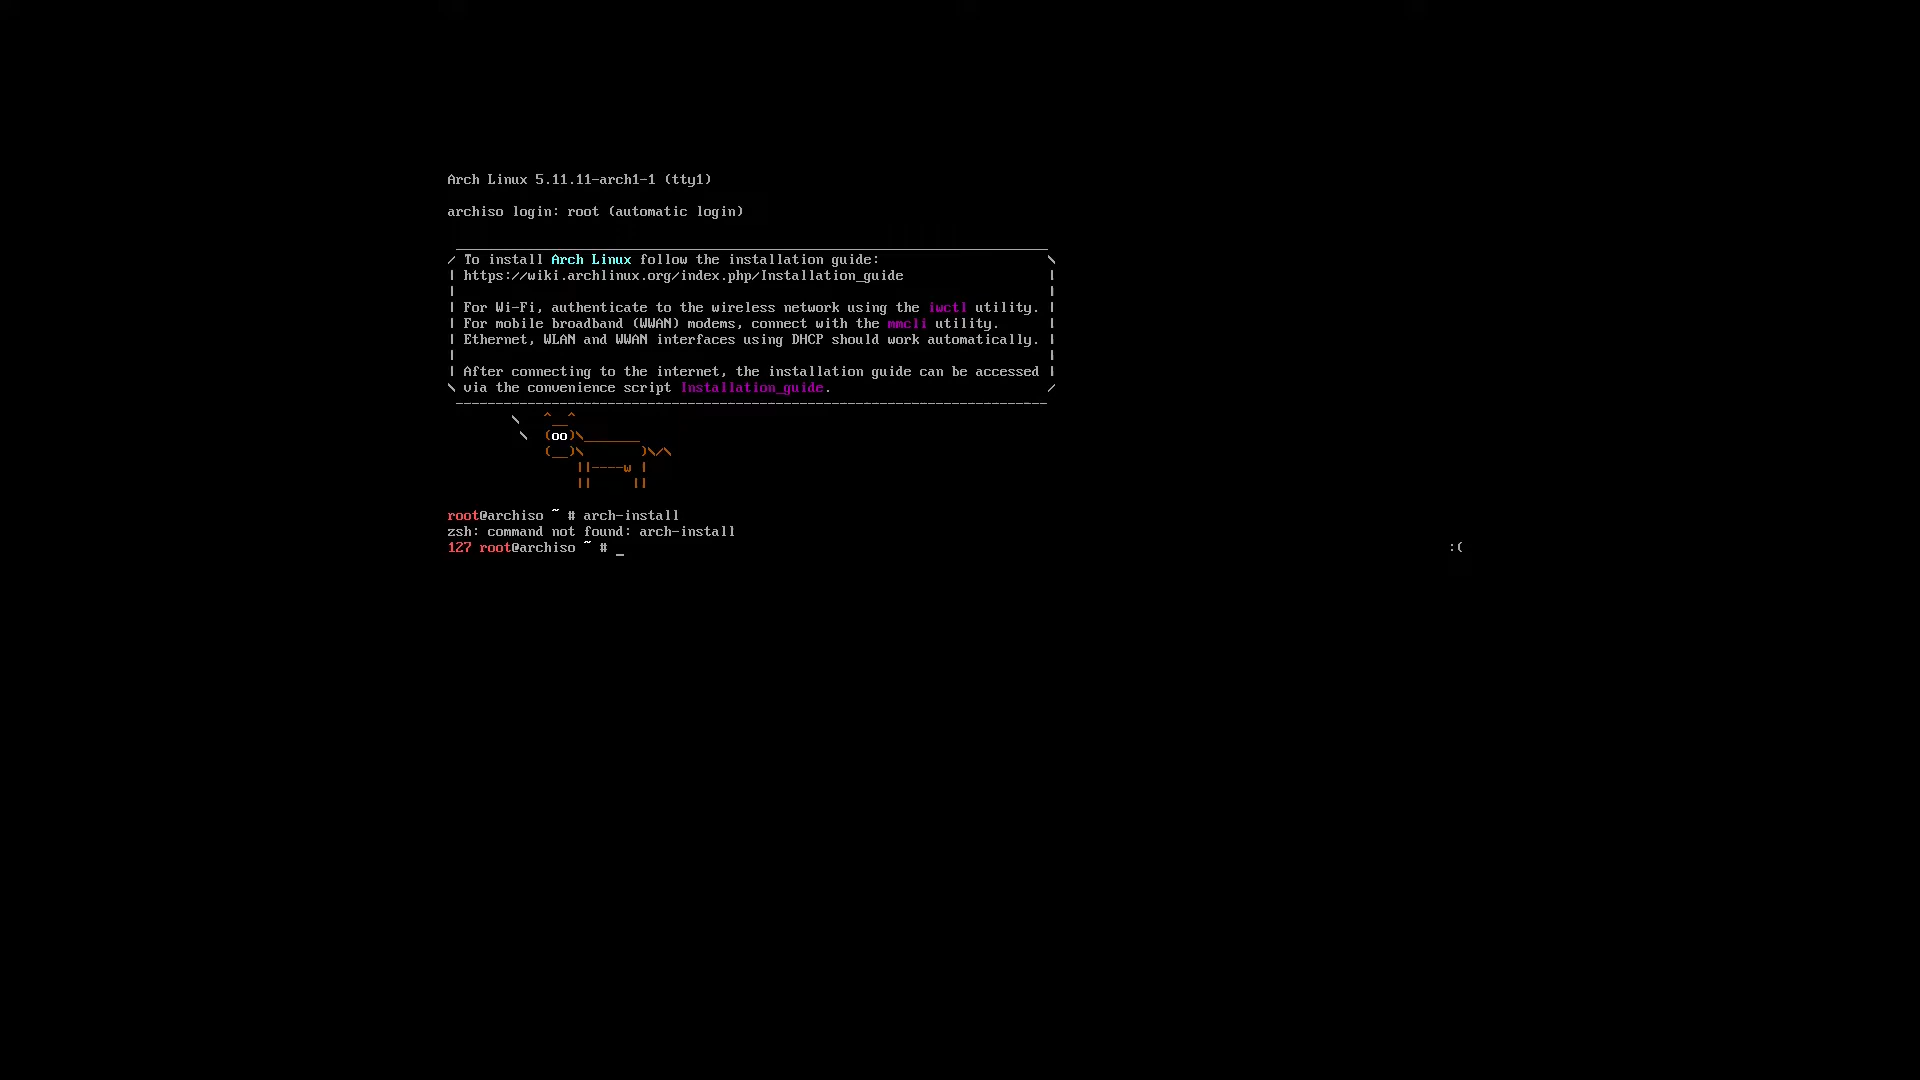 Arch Linux 5.11.11-arch1-1 (tty1)
archiso login: root (automatic login)
To install Arch Linux follow the installation guide:
https://wiki.archlinux.org/index.php/Installation_guide
For Wi-Fi, authenticate to the wireless network using the iwctl utility.
For mobile broadband (WWAN) modems, connect with the mmcli utility.
Ethernet, WLAN and WWAN interfaces using DHCP should work automatically.
After connecting to the internet, the installation guide can be accessed
via the convenience script Installation_guide.
root@archiso ~ # arch-install
zsh: command not found: arch-install
127 root@archiso ~ # _ :(